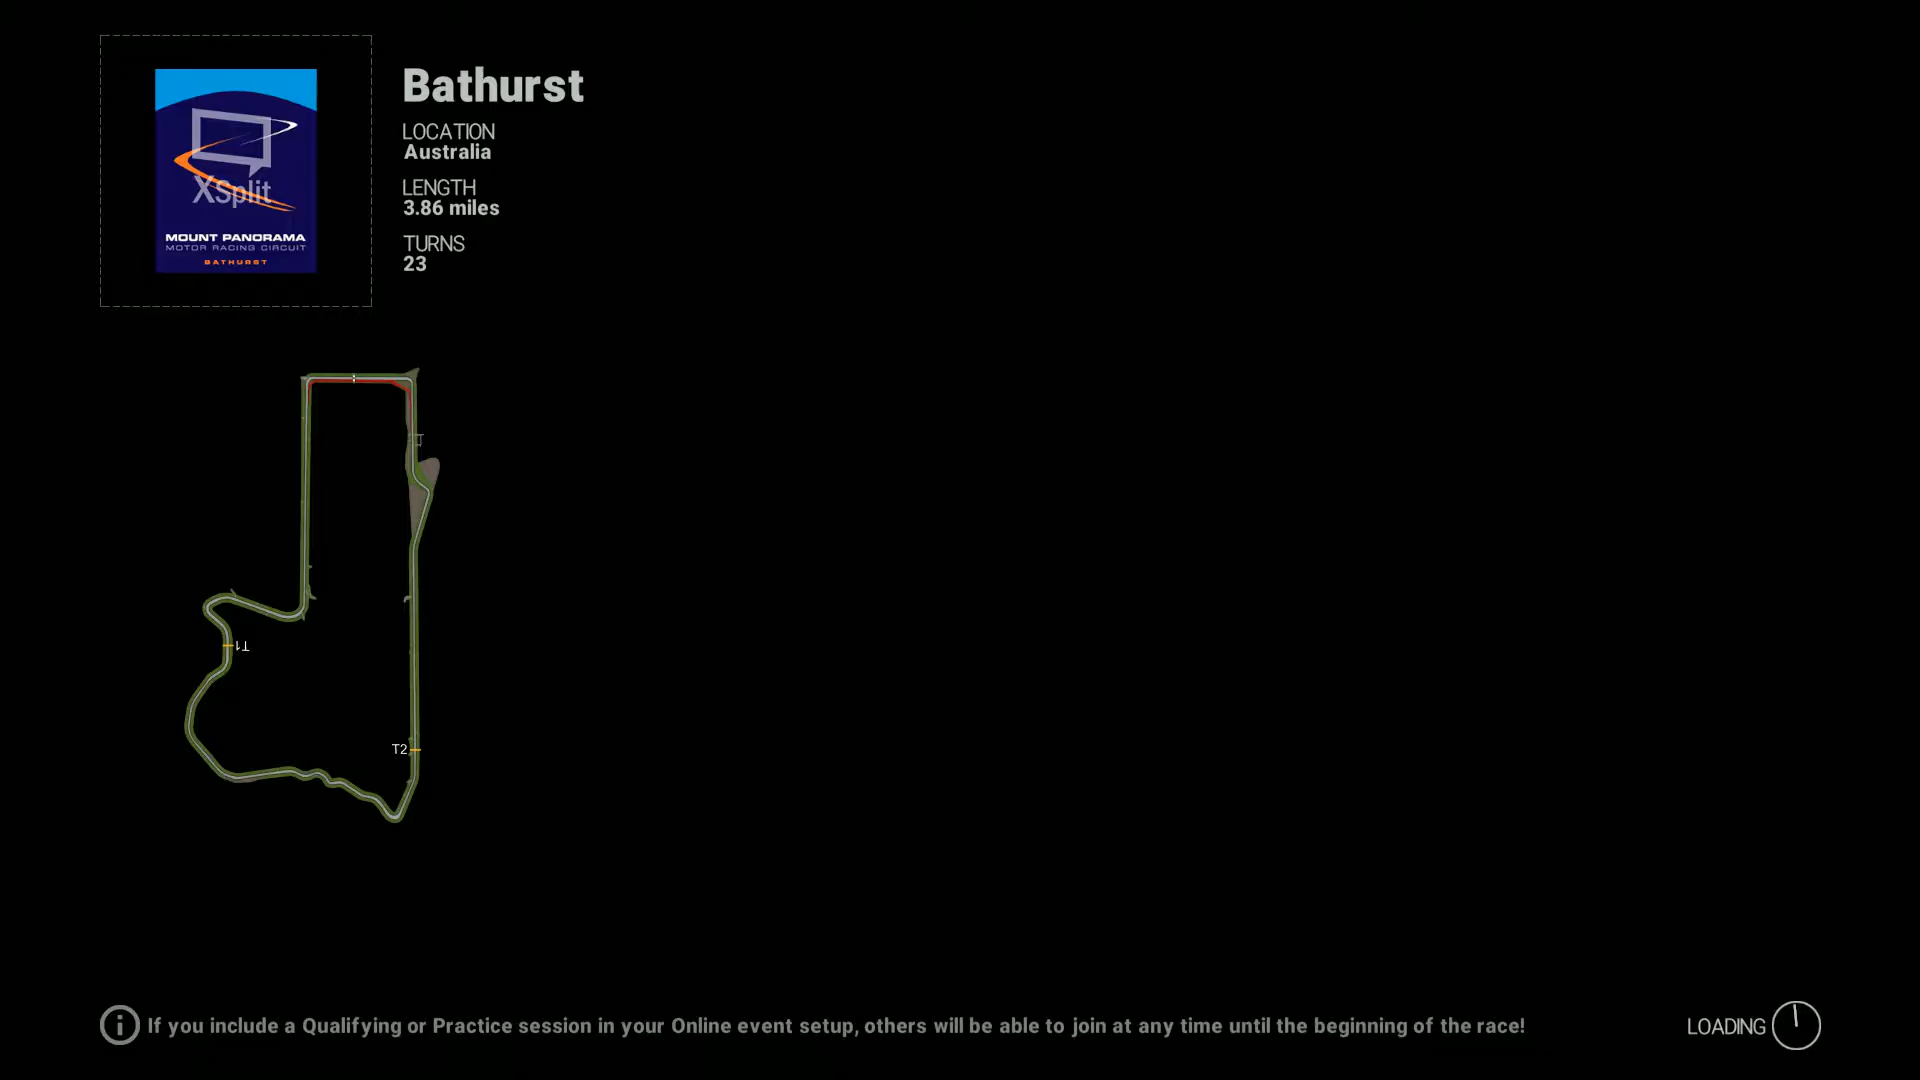 Bathurst
LOCATION
Australia
LENGTH
3.86 miles
TURNS
23
XSplit
MOUNT PANORAMA
MOTOR RACING CIRCUIT
BATHURST
T1
T2
If you include a Qualifying or Practice session in your Online event setup, others will be able to join at any time until the beginning of the race!
LOADING